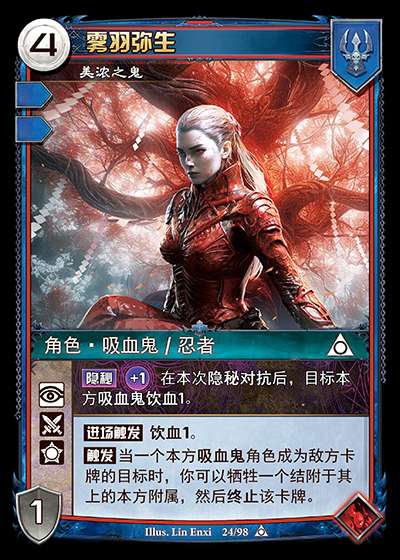 4
雾羽弥生
美浓之鬼
角色·吸血鬼 / 忍者
隐秘 +1 在本次隐秘对抗后，目标本
方吸血鬼饮血1。
进场触发 饮血1。
触发 当一个本方吸血鬼角色成为敌方卡
牌的目标时，你可以牺牲一个结附于其
上的本方附属，然后终止该卡牌。
1
Illus. Lin Enxi 24/98